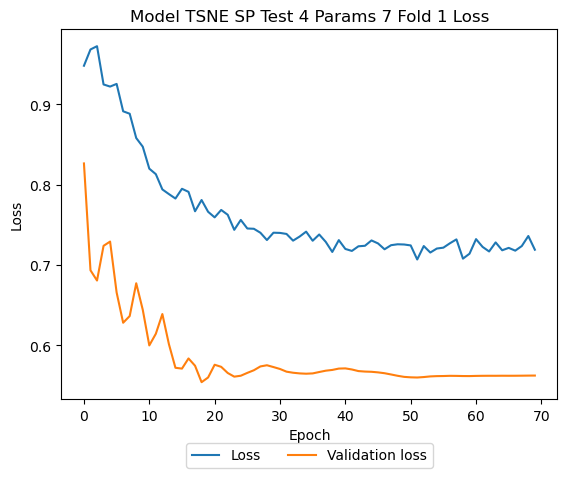 Model TSNE SP Test 4 Params 7 Fold 1 Loss
Loss
0.9
0.8
0.7
0.6
0 10 20 30 40 50 60 70
Epoch
Loss Validation loss